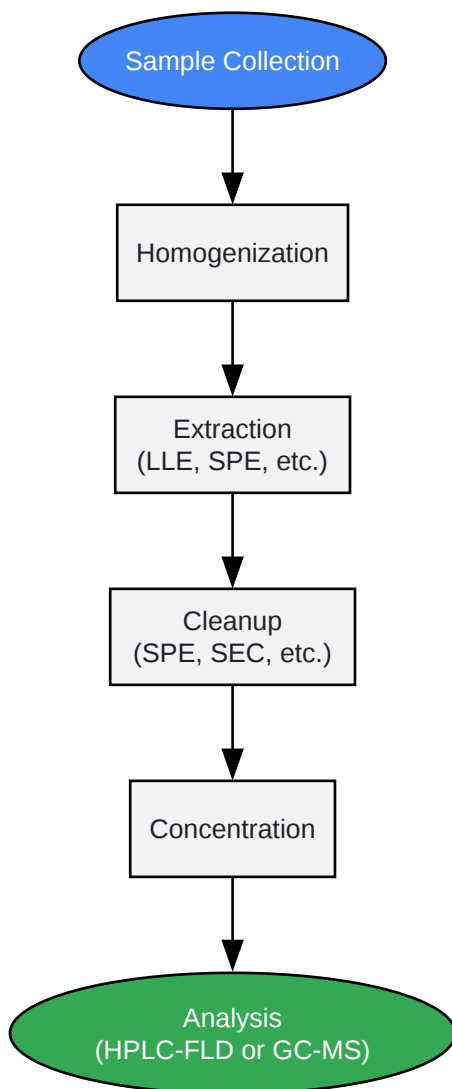 Sample Collection
Homogenization
Extraction
(LLE, SPE, etc.)
Cleanup
(SPE, SEC, etc.)
Concentration
Analysis
(HPLC-FLD or GC-MS)